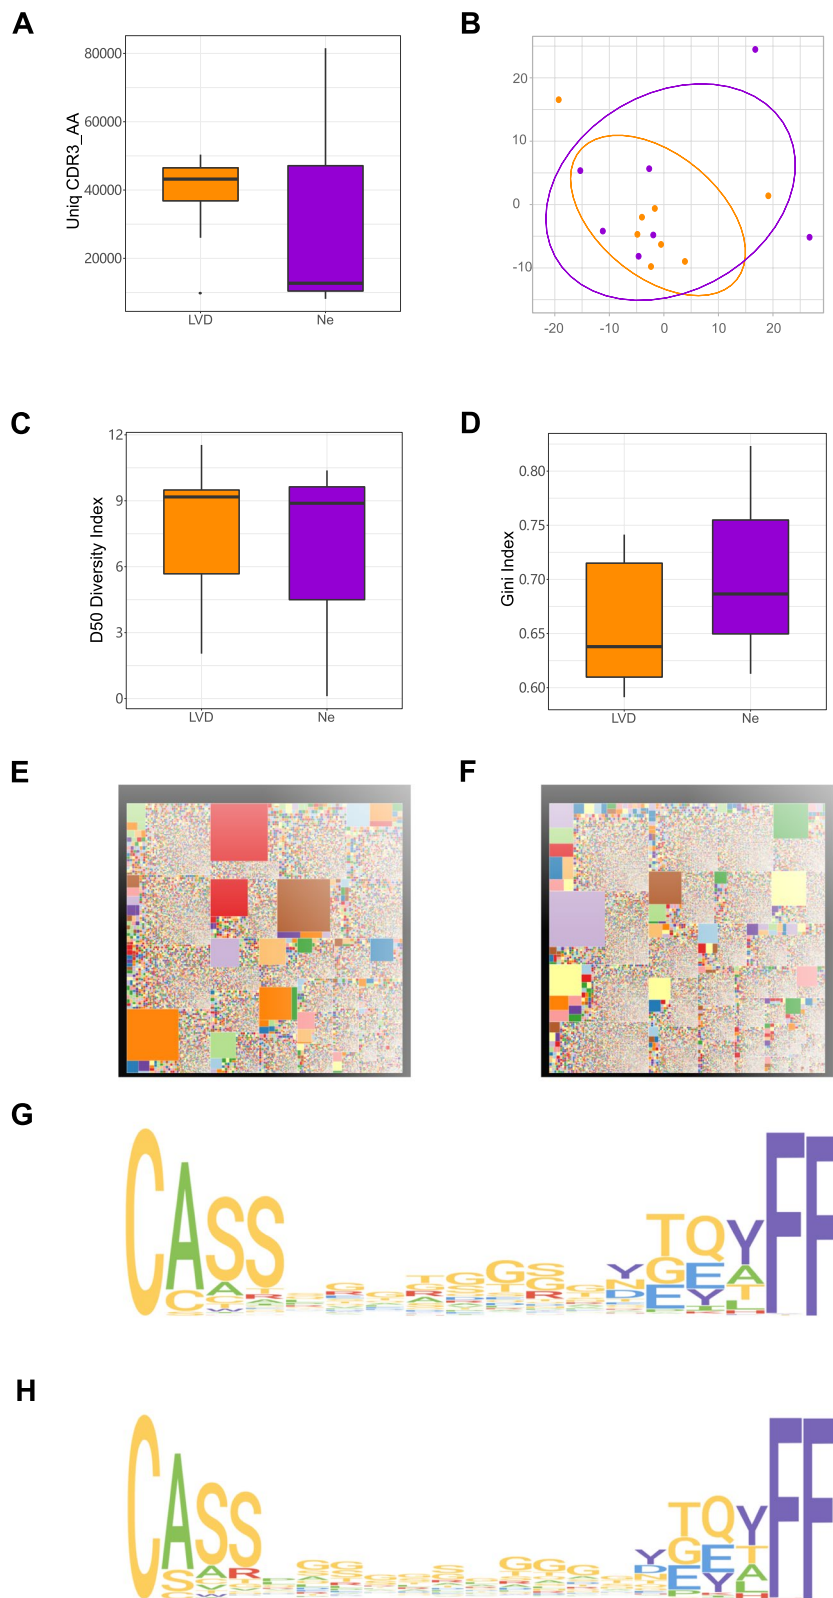 A
B
Uniq CDR3_AA
80000
60000
40000
20000
LVD
Ne
20
10
0
-10
-20
-10
0
10
20
C
D
D50 Diversity Index
12
9
6
3
0
LVD
Ne
Gini Index
0.80
0.75
0.70
0.65
0.60
LVD
Ne
E
F
G
CASS
TQYFF
H
CASS
TQYFF